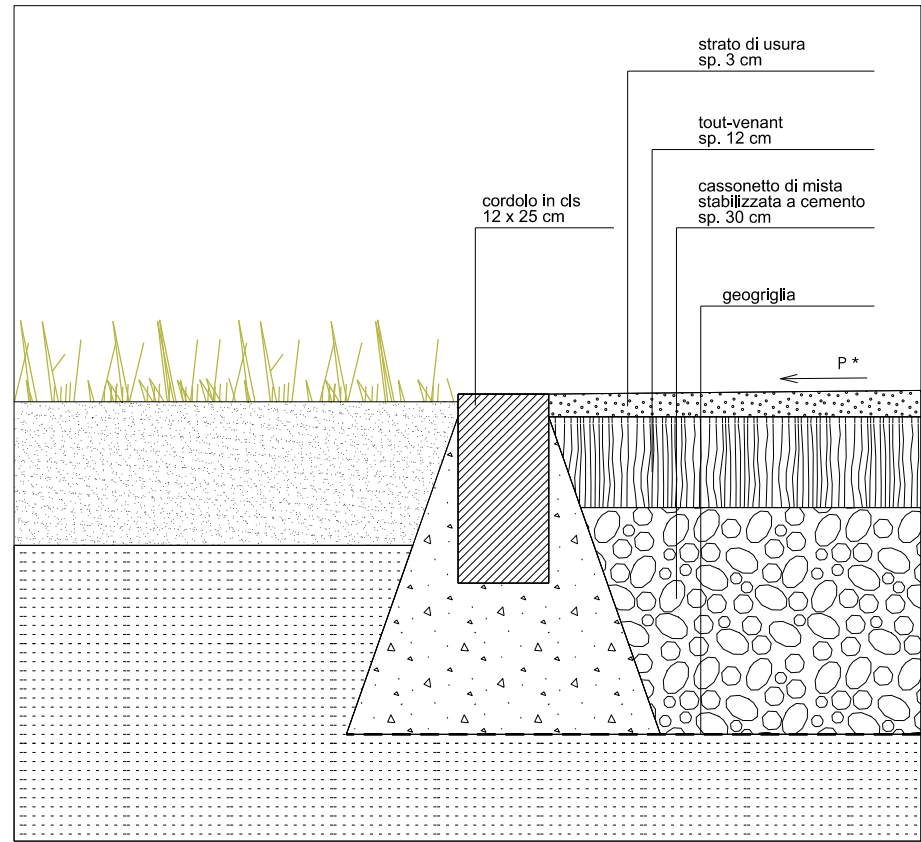 strato di usura
sp. 3 cm
tout-venant
sp. 12 cm
cassonetto di mista
stabilizzata a cemento
sp. 30 cm
cordolo in cls
12 x 25 cm
geogriglia
P *